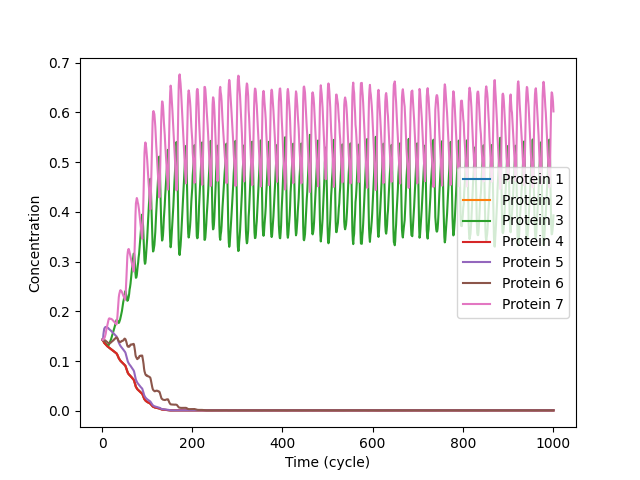 0.7
0.6
0.5
0.4
0.3
0.2
0.1
0.0
Concentration
0
200
400
600
800
1000
Time (cycle)
Protein 1
Protein 2
Protein 3
Protein 4
Protein 5
Protein 6
Protein 7